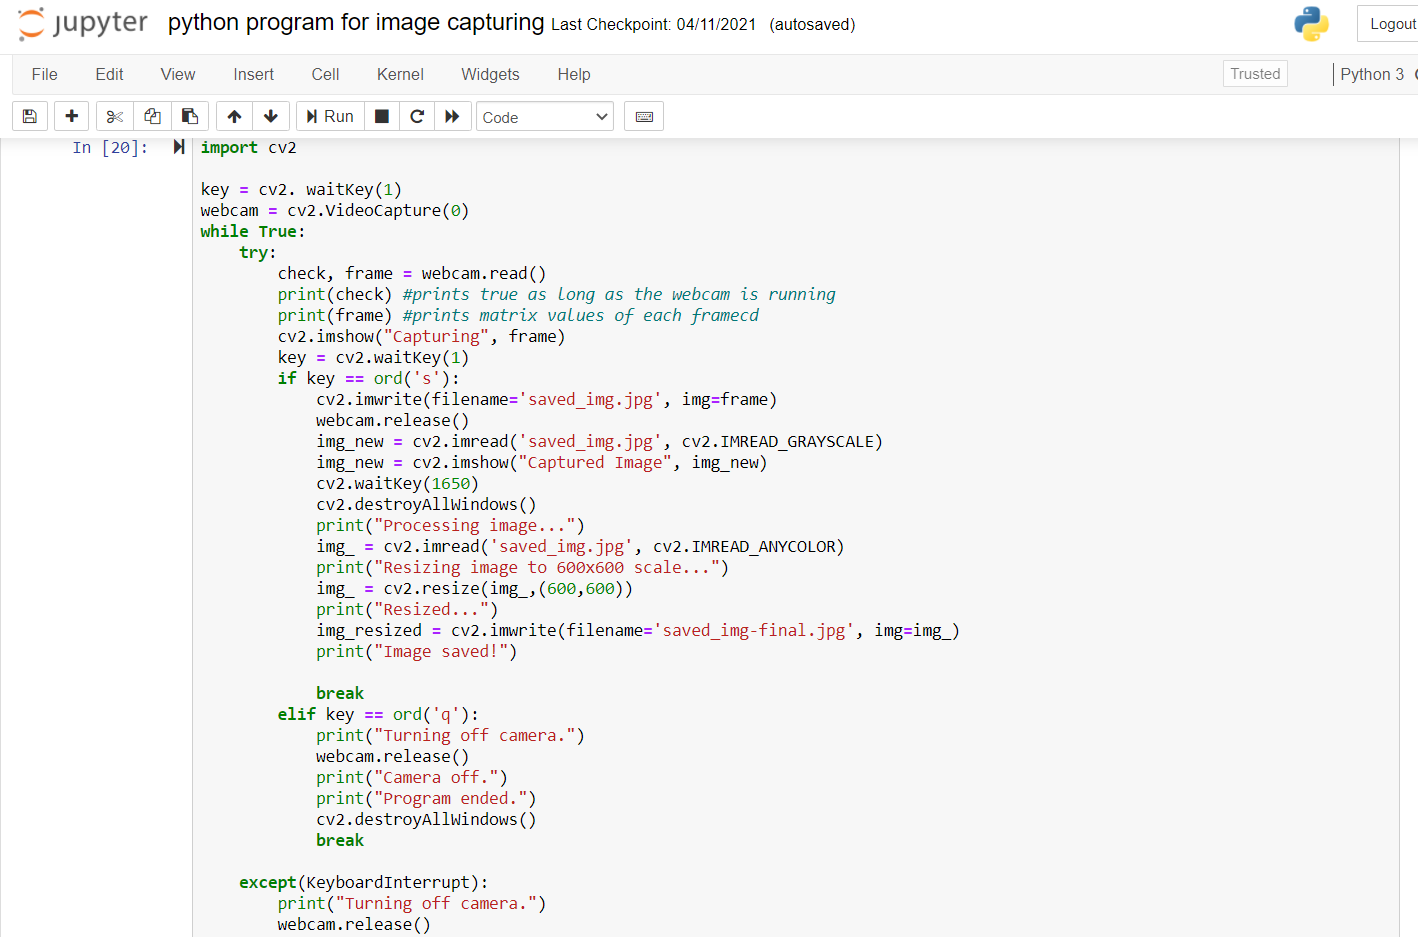 jupyter python program for image capturing Last Checkpoint: 04/11/2021 (autosaved) Logout
File Edit View Insert Cell Kernel Widgets Help Trusted Python 3
Run Code
In [20]: import cv2
key = cv2. waitKey(1)
webcam = cv2.VideoCapture(0)
while True:
    try:
        check, frame = webcam.read()
        print(check) #prints true as long as the webcam is running
        print(frame) #prints matrix values of each framecd
        cv2.imshow("Capturing", frame)
        key = cv2.waitKey(1)
        if key == ord('s'):
            cv2.imwrite(filename='saved_img.jpg', img=frame)
            webcam.release()
            img_new = cv2.imread('saved_img.jpg', cv2.IMREAD_GRAYSCALE)
            img_new = cv2.imshow("Captured Image", img_new)
            cv2.waitKey(1650)
            cv2.destroyAllWindows()
            print("Processing image...")
            img_ = cv2.imread('saved_img.jpg', cv2.IMREAD_ANYCOLOR)
            print("Resizing image to 600x600 scale...")
            img_ = cv2.resize(img_,(600,600))
            print("Resized...")
            img_resized = cv2.imwrite(filename='saved_img-final.jpg', img=img_)
            print("Image saved!")
            break
        elif key == ord('q'):
            print("Turning off camera.")
            webcam.release()
            print("Camera off.")
            print("Program ended.")
            cv2.destroyAllWindows()
            break
    except(KeyboardInterrupt):
        print("Turning off camera.")
        webcam.release()